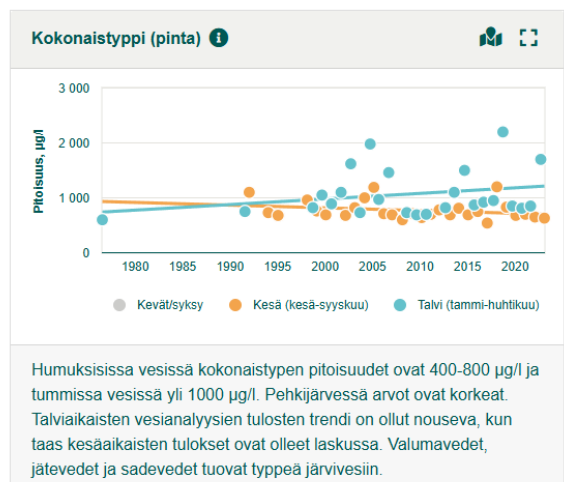 Kokonaistyppi (pinta)
Pitoisuus, µg/l
3 000
2 000
1 000
0
1980 1985 1990 1995 2000 2005 2010 2015 2020
Kevät/syksy Kesä (kesä-syyskuu) Talvi (tammi-huhtikuu)
Humuksisissa vesissä kokonaistypen pitoisuudet ovat 400-800 µg/l ja
tummissa vesissä yli 1000 µg/l. Pehkijärvessä arvot ovat korkeat.
Talviaikaisten vesianalyysien tulosten trendi on ollut nouseva, kun
taas kesäaikaisten tulokset ovat olleet laskussa. Valumavedet,
jätevedet ja sadevedet tuovat typpeä järvivesiin.